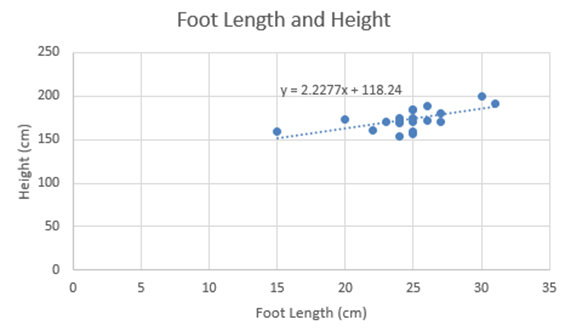 Foot Length and Height
250
200
150
100
50
0
y = 2.2277x + 118.24
Height (cm)
0 5 10 15 20 25 30 35
Foot Length (cm)